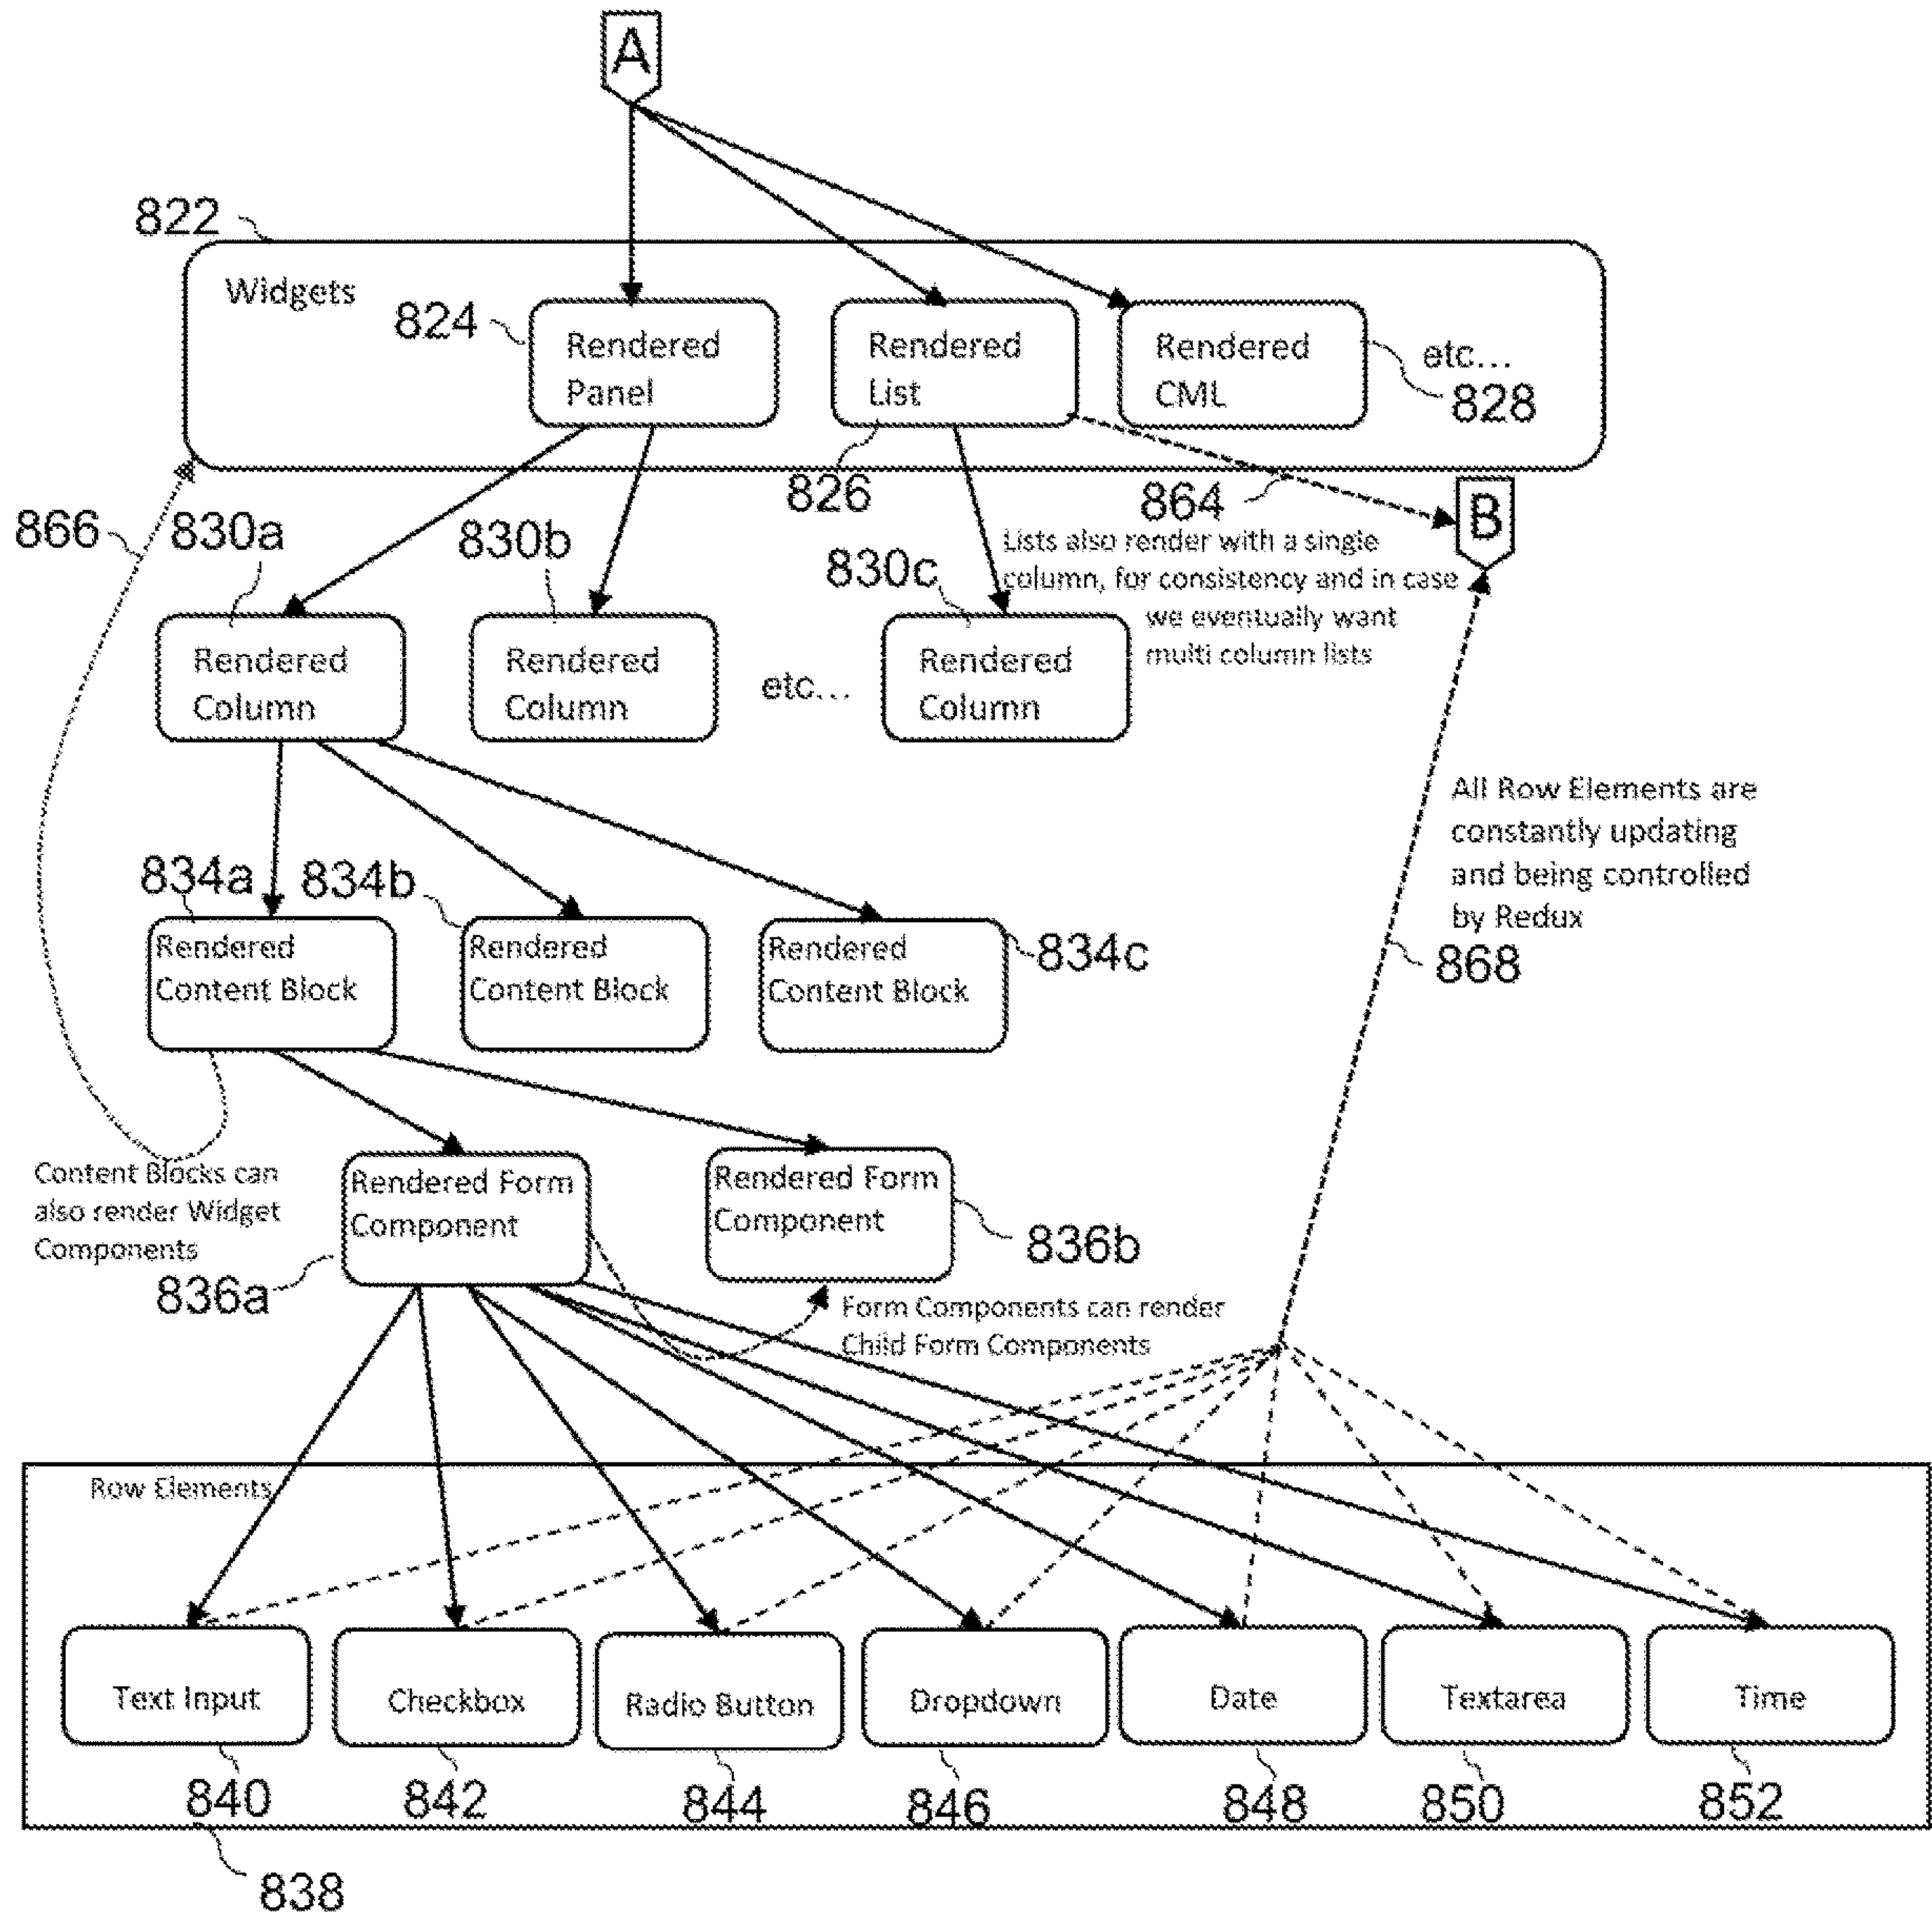 A
822
Widgets
824
Rendered
Panel
Rendered
List
Rendered
CML
etc...
828
826
864
B
866
830a
830b
830c
Lists also render with a single
column, for consistency and in case
we eventually want
multi column lists
Rendered
Column
Rendered
Column
etc...
Rendered
Column
All Row Elements are
constantly updating
and being controlled
by Redux
868
834a
834b
834c
Rendered
Content Block
Rendered
Content Block
Rendered
Content Block
Content Blocks can
also render Widget
Components
Rendered Form
Component
Rendered Form
Component
836a
836b
Form Components can render
Child Form Components
Row Elements
Text Input
Checkbox
Radio Button
Dropdown
Date
Textarea
Time
840
842
844
846
848
850
852
838